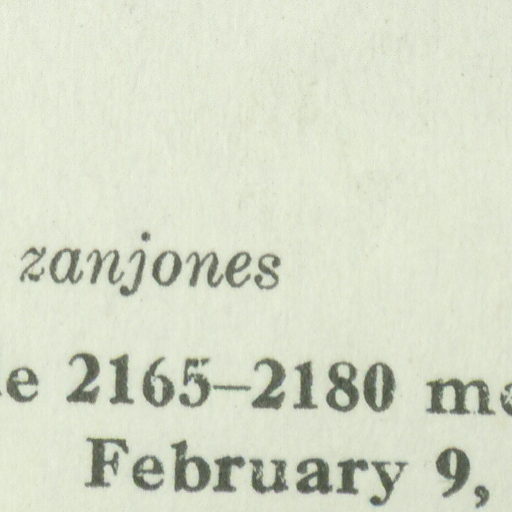 zanjones
2165–2180
February 9,